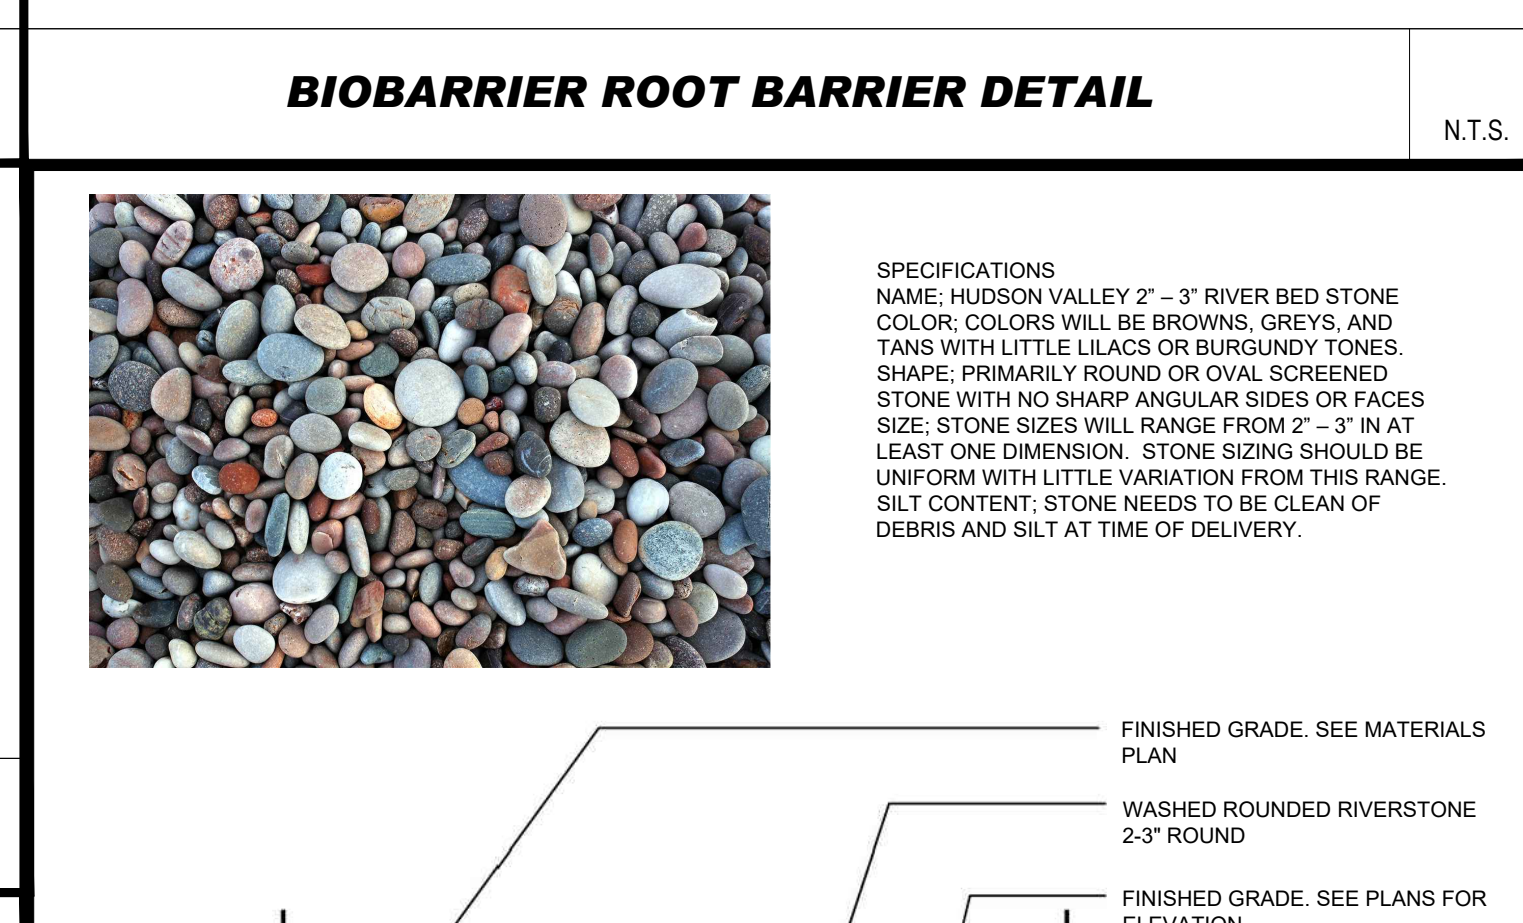 BIOBARRIER ROOT BARRIER DETAIL
N.T.S.
SPECIFICATIONS
NAME; HUDSON VALLEY 2” – 3” RIVER BED STONE
COLOR; COLORS WILL BE BROWNS, GREYS, AND
TANS WITH LITTLE LILACS OR BURGUNDY TONES.
SHAPE; PRIMARILY ROUND OR OVAL SCREENED
STONE WITH NO SHARP ANGULAR SIDES OR FACES
SIZE; STONE SIZES WILL RANGE FROM 2” – 3” IN AT
LEAST ONE DIMENSION.  STONE SIZING SHOULD BE
UNIFORM WITH LITTLE VARIATION FROM THIS RANGE.
SILT CONTENT; STONE NEEDS TO BE CLEAN OF
DEBRIS AND SILT AT TIME OF DELIVERY.
FINISHED GRADE. SEE MATERIALS
PLAN
WASHED ROUNDED RIVERSTONE
2-3" ROUND
FINISHED GRADE. SEE PLANS FOR
ELEVATION